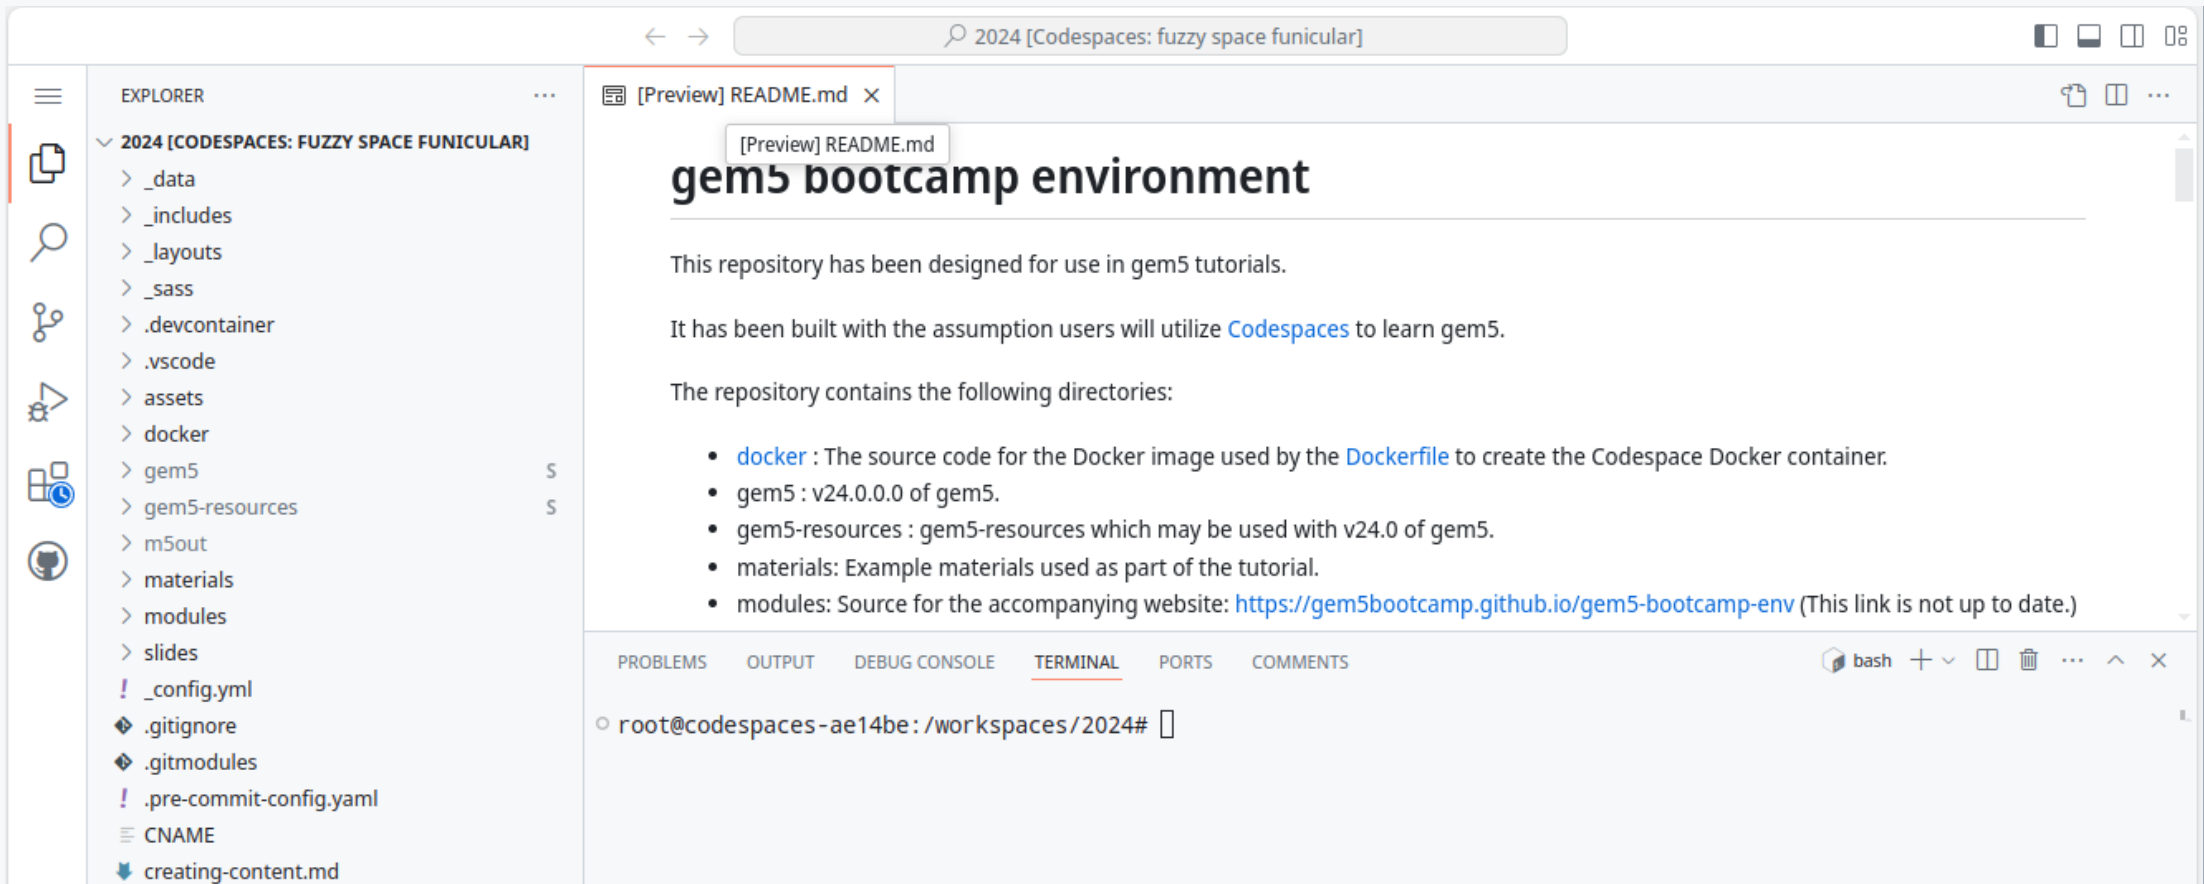 2024 [Codespaces: fuzzy space funicular]
EXPLORER
2024 [CODESPACES: FUZZY SPACE FUNICULAR]
_data
_includes
_layouts
_sass
.devcontainer
.vscode
assets
docker
gem5 S
gem5-resources S
m5out
materials
modules
slides
_config.yml
.gitignore
.gitmodules
.pre-commit-config.yaml
CNAME
creating-content.md
[Preview] README.md
[Preview] README.md
gem5 bootcamp environment
This repository has been designed for use in gem5 tutorials.
It has been built with the assumption users will utilize Codespaces to learn gem5.
The repository contains the following directories:
• docker : The source code for the Docker image used by the Dockerfile to create the Codespace Docker container.
• gem5 : v24.0.0.0 of gem5.
• gem5-resources : gem5-resources which may be used with v24.0 of gem5.
• materials: Example materials used as part of the tutorial.
• modules: Source for the accompanying website: https://gem5bootcamp.github.io/gem5-bootcamp-env (This link is not up to date.)
PROBLEMS OUTPUT DEBUG CONSOLE TERMINAL PORTS COMMENTS bash
root@codespaces-ae14be:/workspaces/2024#